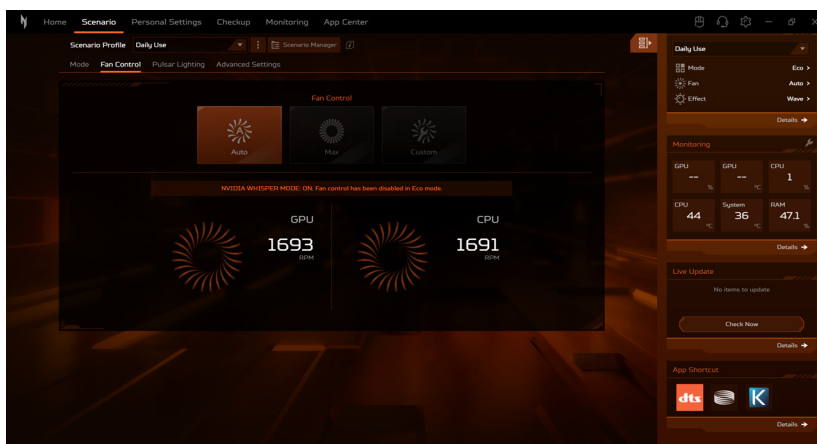 Home Scenario Personal Settings Checkup Monitoring App Center
Scenario Profile Daily Use Scenario Manager i
Mode Fan Control Pulsar Lighting Advanced Settings
Fan Control
Auto Max Custom
NVIDIA WHISPER MODE: ON. Fan control has been disabled in Eco mode.
GPU
1693
RPM
CPU
1691
RPM
Daily Use
Mode Eco >
Fan Auto >
Effect Wave >
Details
Monitoring
GPU GPU CPU
-- -- 1
% °C %
CPU System RAM
44 36 47.1
°C °C %
Details
Live Update
No items to update
Check Now
Details
App Shortcut
dts K
Details